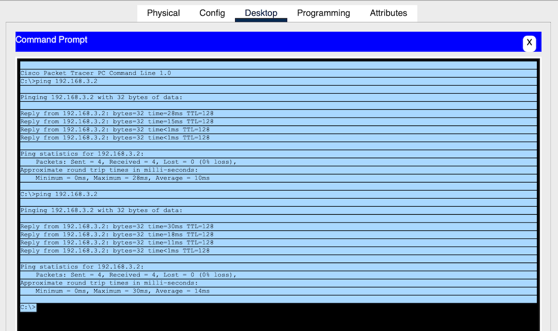 Physical Config Desktop Programming Attributes
Command Prompt
X
Cisco Packet Tracer PC Command Line 1.0
C:\>ping 192.168.3.2
Pinging 192.168.3.2 with 32 bytes of data:
Reply from 192.168.3.2: bytes=32 time=28ms TTL=128
Reply from 192.168.3.2: bytes=32 time=15ms TTL=128
Reply from 192.168.3.2: bytes=32 time<1ms TTL=128
Reply from 192.168.3.2: bytes=32 time<1ms TTL=128
Ping statistics for 192.168.3.2:
Packets: Sent = 4, Received = 4, Lost = 0 (0% loss),
Approximate round trip times in milli-seconds:
Minimum = 0ms, Maximum = 28ms, Average = 10ms
C:\>ping 192.168.3.2
Pinging 192.168.3.2 with 32 bytes of data:
Reply from 192.168.3.2: bytes=32 time=30ms TTL=128
Reply from 192.168.3.2: bytes=32 time=18ms TTL=128
Reply from 192.168.3.2: bytes=32 time=11ms TTL=128
Reply from 192.168.3.2: bytes=32 time<1ms TTL=128
Ping statistics for 192.168.3.2:
Packets: Sent = 4, Received = 4, Lost = 0 (0% loss),
Approximate round trip times in milli-seconds:
Minimum = 0ms, Maximum = 30ms, Average = 14ms
C:\>